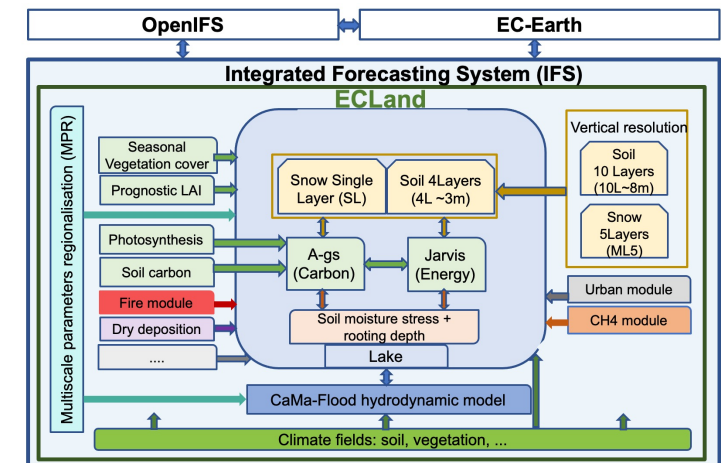 OpenIFS
EC-Earth
Integrated Forecasting System (IFS)
ECLand
Multiscale parameters regionalisation (MPR)
Seasonal
Vegetation cover
Prognostic LAI
Photosynthesis
Soil carbon
Fire module
Dry deposition
....
Snow Single
Layer (SL)
Soil 4Layers
(4L ~3m)
A-gs
(Carbon)
Jarvis
(Energy)
Soil moisture stress +
rooting depth
Lake
CaMa-Flood hydrodynamic model
Vertical resolution
Soil
10 Layers
(10L~8m)
Snow
5Layers
(ML5)
Urban module
CH4 module
Climate fields: soil, vegetation, ...